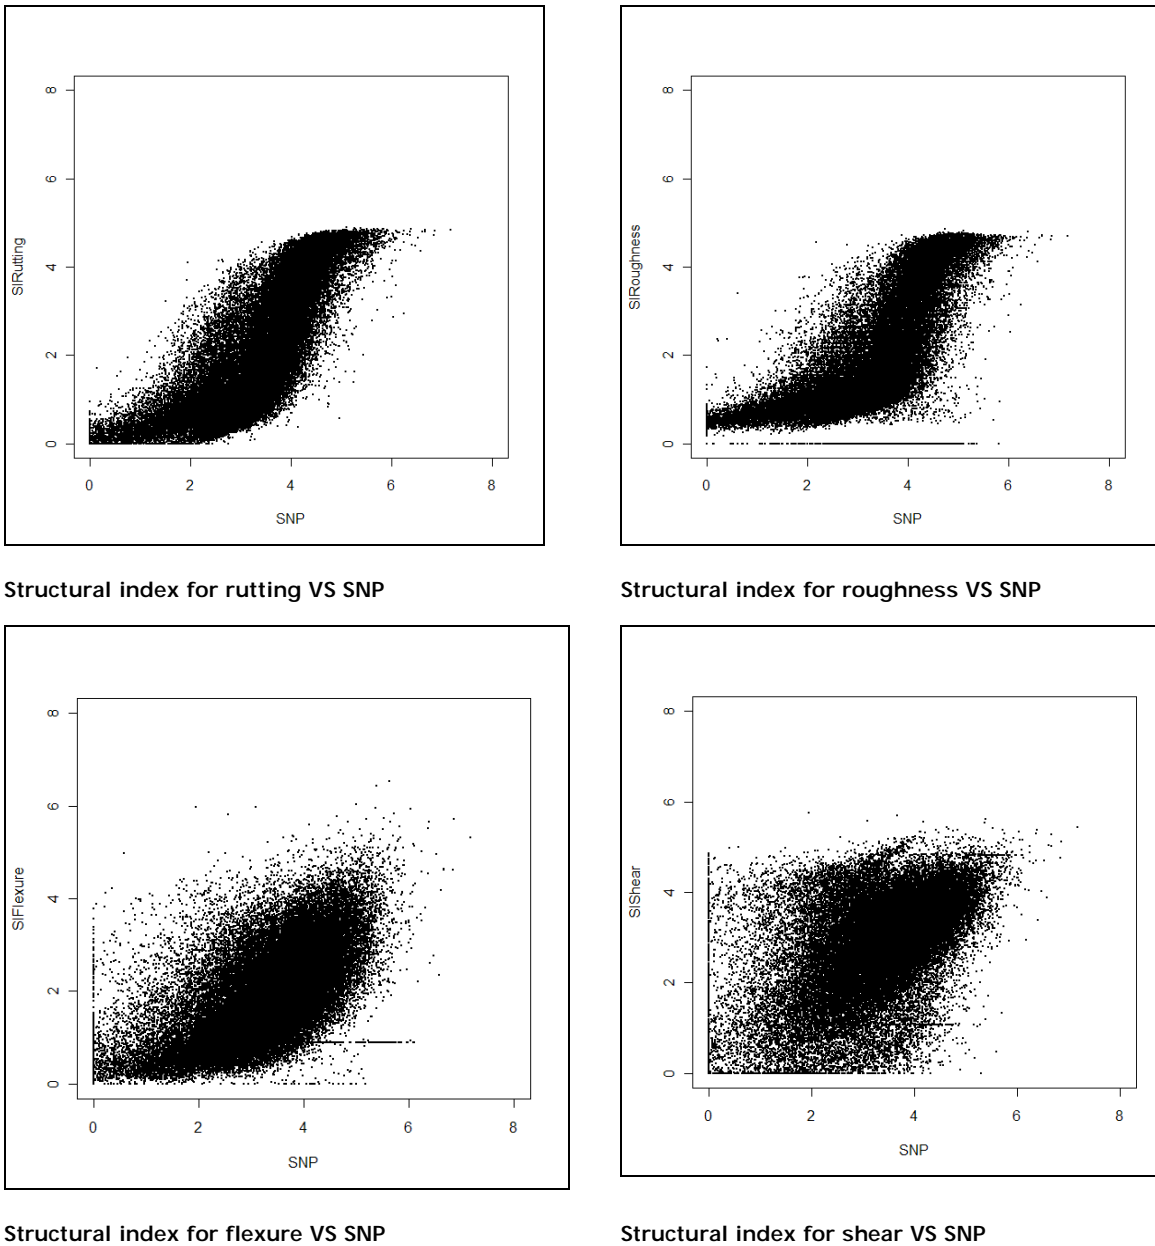 8
6
4
2
0
SIRutting
0 2 4 6 8
SNP
8
6
4
2
0
SIRoughness
0 2 4 6 8
SNP
Structural index for rutting VS SNP
Structural index for roughness VS SNP
8
6
4
2
0
SIFlexure
0 2 4 6 8
SNP
8
6
4
2
0
SIShear
0 2 4 6 8
SNP
Structural index for flexure VS SNP
Structural index for shear VS SNP